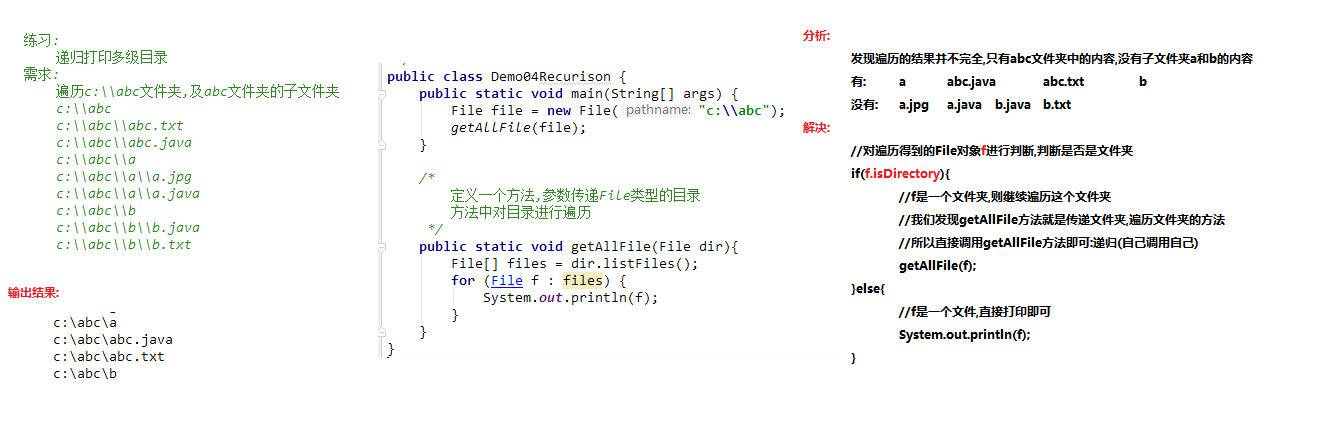 练习:
递归打印多级目录
需求:
遍历c:\\abc文件夹,及abc文件夹的子文件夹
c:\\abc
c:\\abc\\abc.txt
c:\\abc\\abc.java
c:\\abc\\a
c:\\abc\\a\\a.jpg
c:\\abc\\a\\a.java
c:\\abc\\b
c:\\abc\\b\\b.java
c:\\abc\\b\\b.txt
输出结果:
c:\abc\a
c:\abc\abc.java
c:\abc\abc.txt
c:\abc\b
public class Demo04Recurison {
public static void main(String[] args) {
File file = new File( pathname: "c:\\abc");
getAllFile(file);
}
/*
定义一个方法,参数传递File类型的目录
方法中对目录进行遍历
*/
public static void getAllFile(File dir){
File[] files = dir.listFiles();
for (File f : files) {
System.out.println(f);
}
}
}
分析:
发现遍历的结果并不完全,只有abc文件夹中的内容,没有子文件夹a和b的内容
有: a abc.java abc.txt b
没有: a.jpg a.java b.java b.txt
解决:
//对遍历得到的File对象f进行判断,判断是否是文件夹
if(f.isDirectory){
//f是一个文件夹,则继续遍历这个文件夹
//我们发现getAllFile方法就是传递文件夹,遍历文件夹的方法
//所以直接调用getAllFile方法即可:递归(自己调用自己)
getAllFile(f);
}else{
//f是一个文件,直接打印即可
System.out.println(f);
}